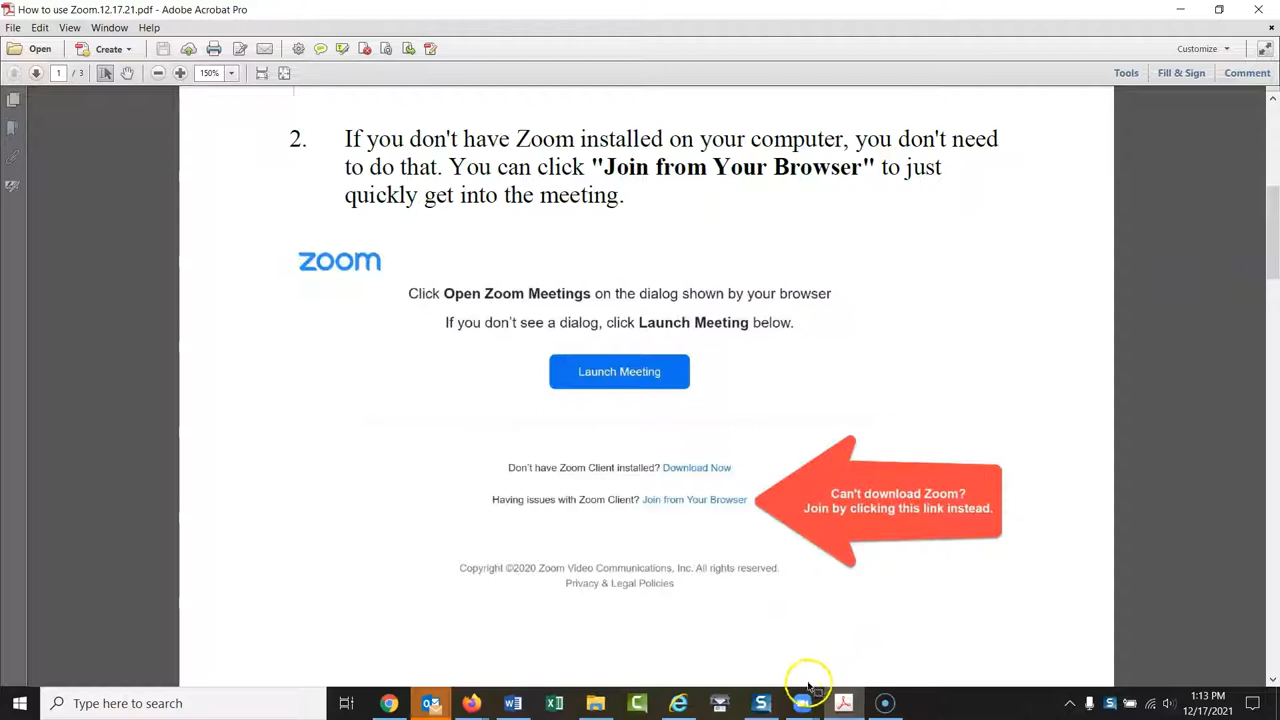 How to use Zoom.12.17.21.pdf - Adobe Acrobat Pro
File Edit View Window Help
Open Create Customize
1 / 3 150% Tools Fill & Sign Comment
2. If you don't have Zoom installed on your computer, you don't need
to do that. You can click "Join from Your Browser" to just
quickly get into the meeting.
zoom
Click Open Zoom Meetings on the dialog shown by your browser
If you don't see a dialog, click Launch Meeting below.
Launch Meeting
Don't have Zoom Client installed? Download Now
Having issues with Zoom Client? Join from Your Browser
Can't download Zoom?
Join by clicking this link instead.
Copyright ©2020 Zoom Video Communications, Inc. All rights reserved.
Privacy & Legal Policies
Type here to search
1:13 PM
12/17/2021